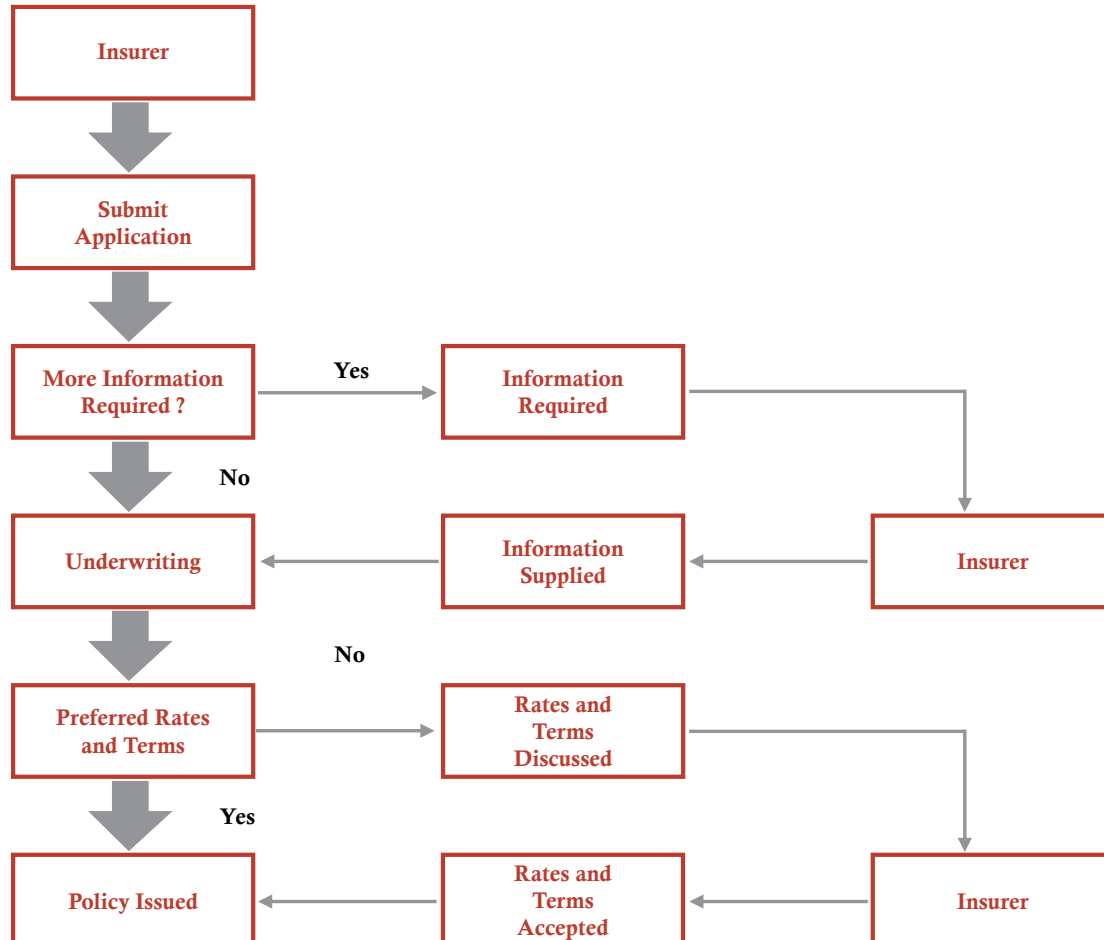 Insurer
Submit
Application
More Information
Required ?
Yes
Information
Required
No
Underwriting
Information
Supplied
Insurer
No
Preferred Rates
and Terms
Rates and
Terms
Discussed
Yes
Policy Issued
Rates and
Terms
Accepted
Insurer